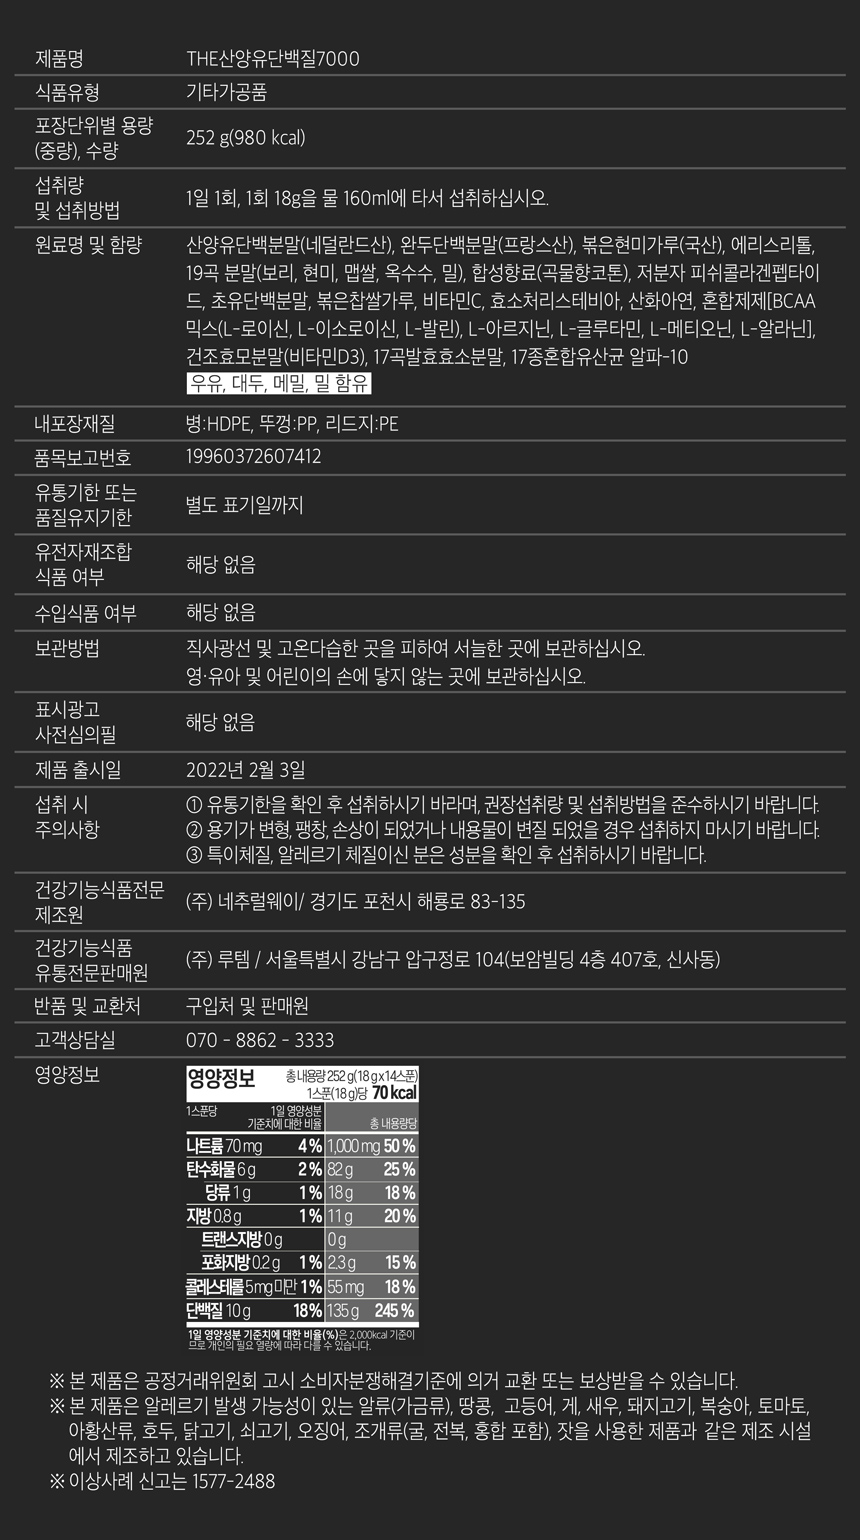 제품명 THE산양유단백질7000
식품유형 기타가공품
포장단위별 용량
(중량), 수량 252 g(980 kcal)
섭취량
및 섭취방법 1일 1회, 1회 18g을 물 160ml에 타서 섭취하십시오.
원료명 및 함량 산양유단백분말(네덜란드산), 완두단백분말(프랑스산), 볶은현미가루(국산), 에리스리톨,
19곡 분말(보리, 현미, 맵쌀, 옥수수, 밀), 합성향료(곡물향코톤), 저분자 피쉬콜라겐펩타이
드, 초유단백분말, 볶은찹쌀가루, 비타민C, 효소처리스테비아, 산화아연, 혼합제제[BCAA
믹스(L-로이신, L-이소로이신, L-발린), L-아르지닌, L-글루타민, L-메티오닌, L-알라닌],
건조효모분말(비타민D3), 17곡발효효소분말, 17종혼합유산균 알파-10
우유, 대두, 메밀, 밀 함유
내포장재질 병:HDPE, 뚜껑:PP, 리드지:PE
품목보고번호 19960372607412
유통기한 또는
품질유지기한 별도 표기일까지
유전자재조합
식품 여부 해당 없음
수입식품 여부 해당 없음
보관방법 직사광선 및 고온다습한 곳을 피하여 서늘한 곳에 보관하십시오.
영·유아 및 어린이의 손에 닿지 않는 곳에 보관하십시오.
표시광고
사전심의필 해당 없음
제품 출시일 2022년 2월 3일
섭취 시 ① 유통기한을 확인 후 섭취하시기 바라며, 권장섭취량 및 섭취방법을 준수하시기 바랍니다.
주의사항 ② 용기가 변형, 팽창, 손상이 되었거나 내용물이 변질 되었을 경우 섭취하지 마시기 바랍니다.
③ 특이체질, 알레르기 체질이신 분은 성분을 확인 후 섭취하시기 바랍니다.
건강기능식품전문
제조원 (주) 네추럴웨이/ 경기도 포천시 해룡로 83-135
건강기능식품
유통전문판매원 (주) 루템 / 서울특별시 강남구 압구정로 104(보암빌딩 4층 407호, 신사동)
반품 및 교환처 구입처 및 판매원
고객상담실 070 - 8862 - 3333
영양정보
영양정보 총 내용량 252 g(18 g x 14스푼)
1스푼(18 g)당 70 kcal
1스푼당 1일 영양성분
기준치에 대한 비율 총 내용량당
나트륨 70 mg 4 % 1,000 mg 50 %
탄수화물 6 g 2 % 82 g 25 %
당류 1 g 1 % 18 g 18 %
지방 0.8 g 1 % 11 g 20 %
트랜스지방 0 g 0 g
포화지방 0.2 g 1 % 2.3 g 15 %
콜레스테롤 5mg 미만 1 % 55 mg 18 %
단백질 10 g 18% 135 g 245 %
1일 영양성분 기준치에 대한 비율(%)은 2,000kcal 기준이
므로 개인의 필요 열량에 따라 다를 수 있습니다.
※ 본 제품은 공정거래위원회 고시 소비자분쟁해결기준에 의거 교환 또는 보상받을 수 있습니다.
※ 본 제품은 알레르기 발생 가능성이 있는 알류(가금류), 땅콩, 고등어, 게, 새우, 돼지고기, 복숭아, 토마토,
아황산류, 호두, 닭고기, 쇠고기, 오징어, 조개류(굴, 전복, 홍합 포함), 잣을 사용한 제품과 같은 제조 시설
에서 제조하고 있습니다.
※ 이상사례 신고는 1577-2488